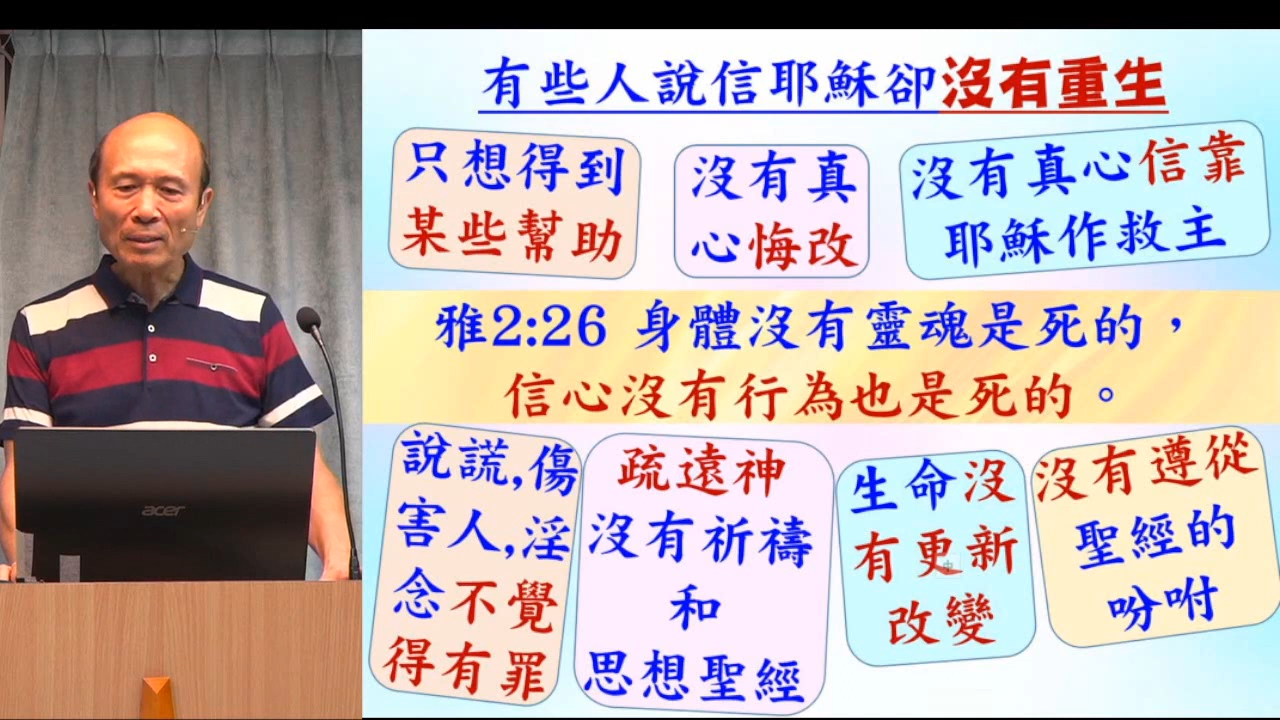 有些人說信耶穌卻沒有重生
只想得到
某些幫助
沒有真
心悔改
沒有真心信靠
耶穌作救主
雅2:26 身體沒有靈魂是死的，
信心沒有行為也是死的。
說謊,傷
害人,淫
念不覺
得有罪
疏遠神
沒有祈禱
和
思想聖經
生命沒
有更新
改變
沒有遵從
聖經的
吩咐
acer
中